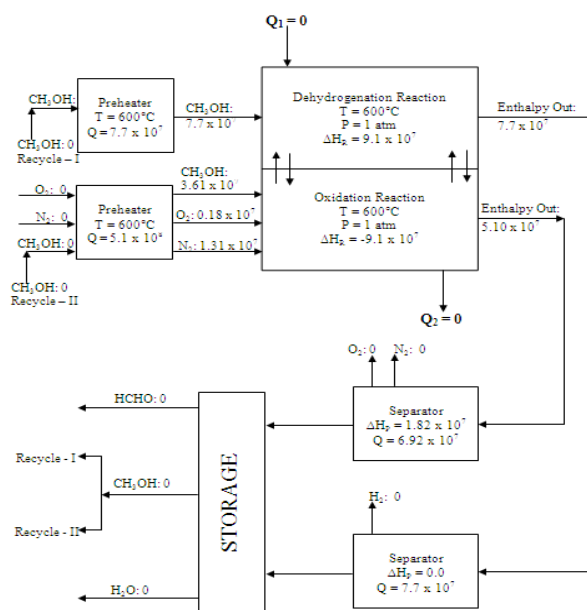 Q₁ = 0
CH₃OH:
Preheater
T = 600°C
Q = 7.7 x 10⁷
CH₃OH:
7.7 x 10
CH₃OH: 0
Recycle – I
Dehydrogenation Reaction
T = 600°C
P = 1 atm
ΔHR = 9.1 x 10⁷
Enthalpy Out:
7.7 x 10⁷
O₂: 0
N₂: 0
CH₃OH: 0
Preheater
T = 600°C
Q = 5.1 x 10
CH₃OH:
3.61 x 10
O₂: 0.18 x 10⁷
N₂: 1.31 x 10⁷
CH₃OH: 0
Recycle – II
Oxidation Reaction
T = 600°C
P = 1 atm
ΔHR = -9.1 x 10⁷
Enthalpy Out:
5.10 x 10⁷
Q₂ = 0
O₂: 0
N₂: 0
HCHO: 0
Separator
ΔHP = 1.82 x 10⁷
Q = 6.92 x 10⁷
Recycle - I
CH₃OH: 0
Recycle - II
STORAGE
H₂: 0
Separator
ΔHP = 0.0
Q = 7.7 x 10⁷
H₂O: 0